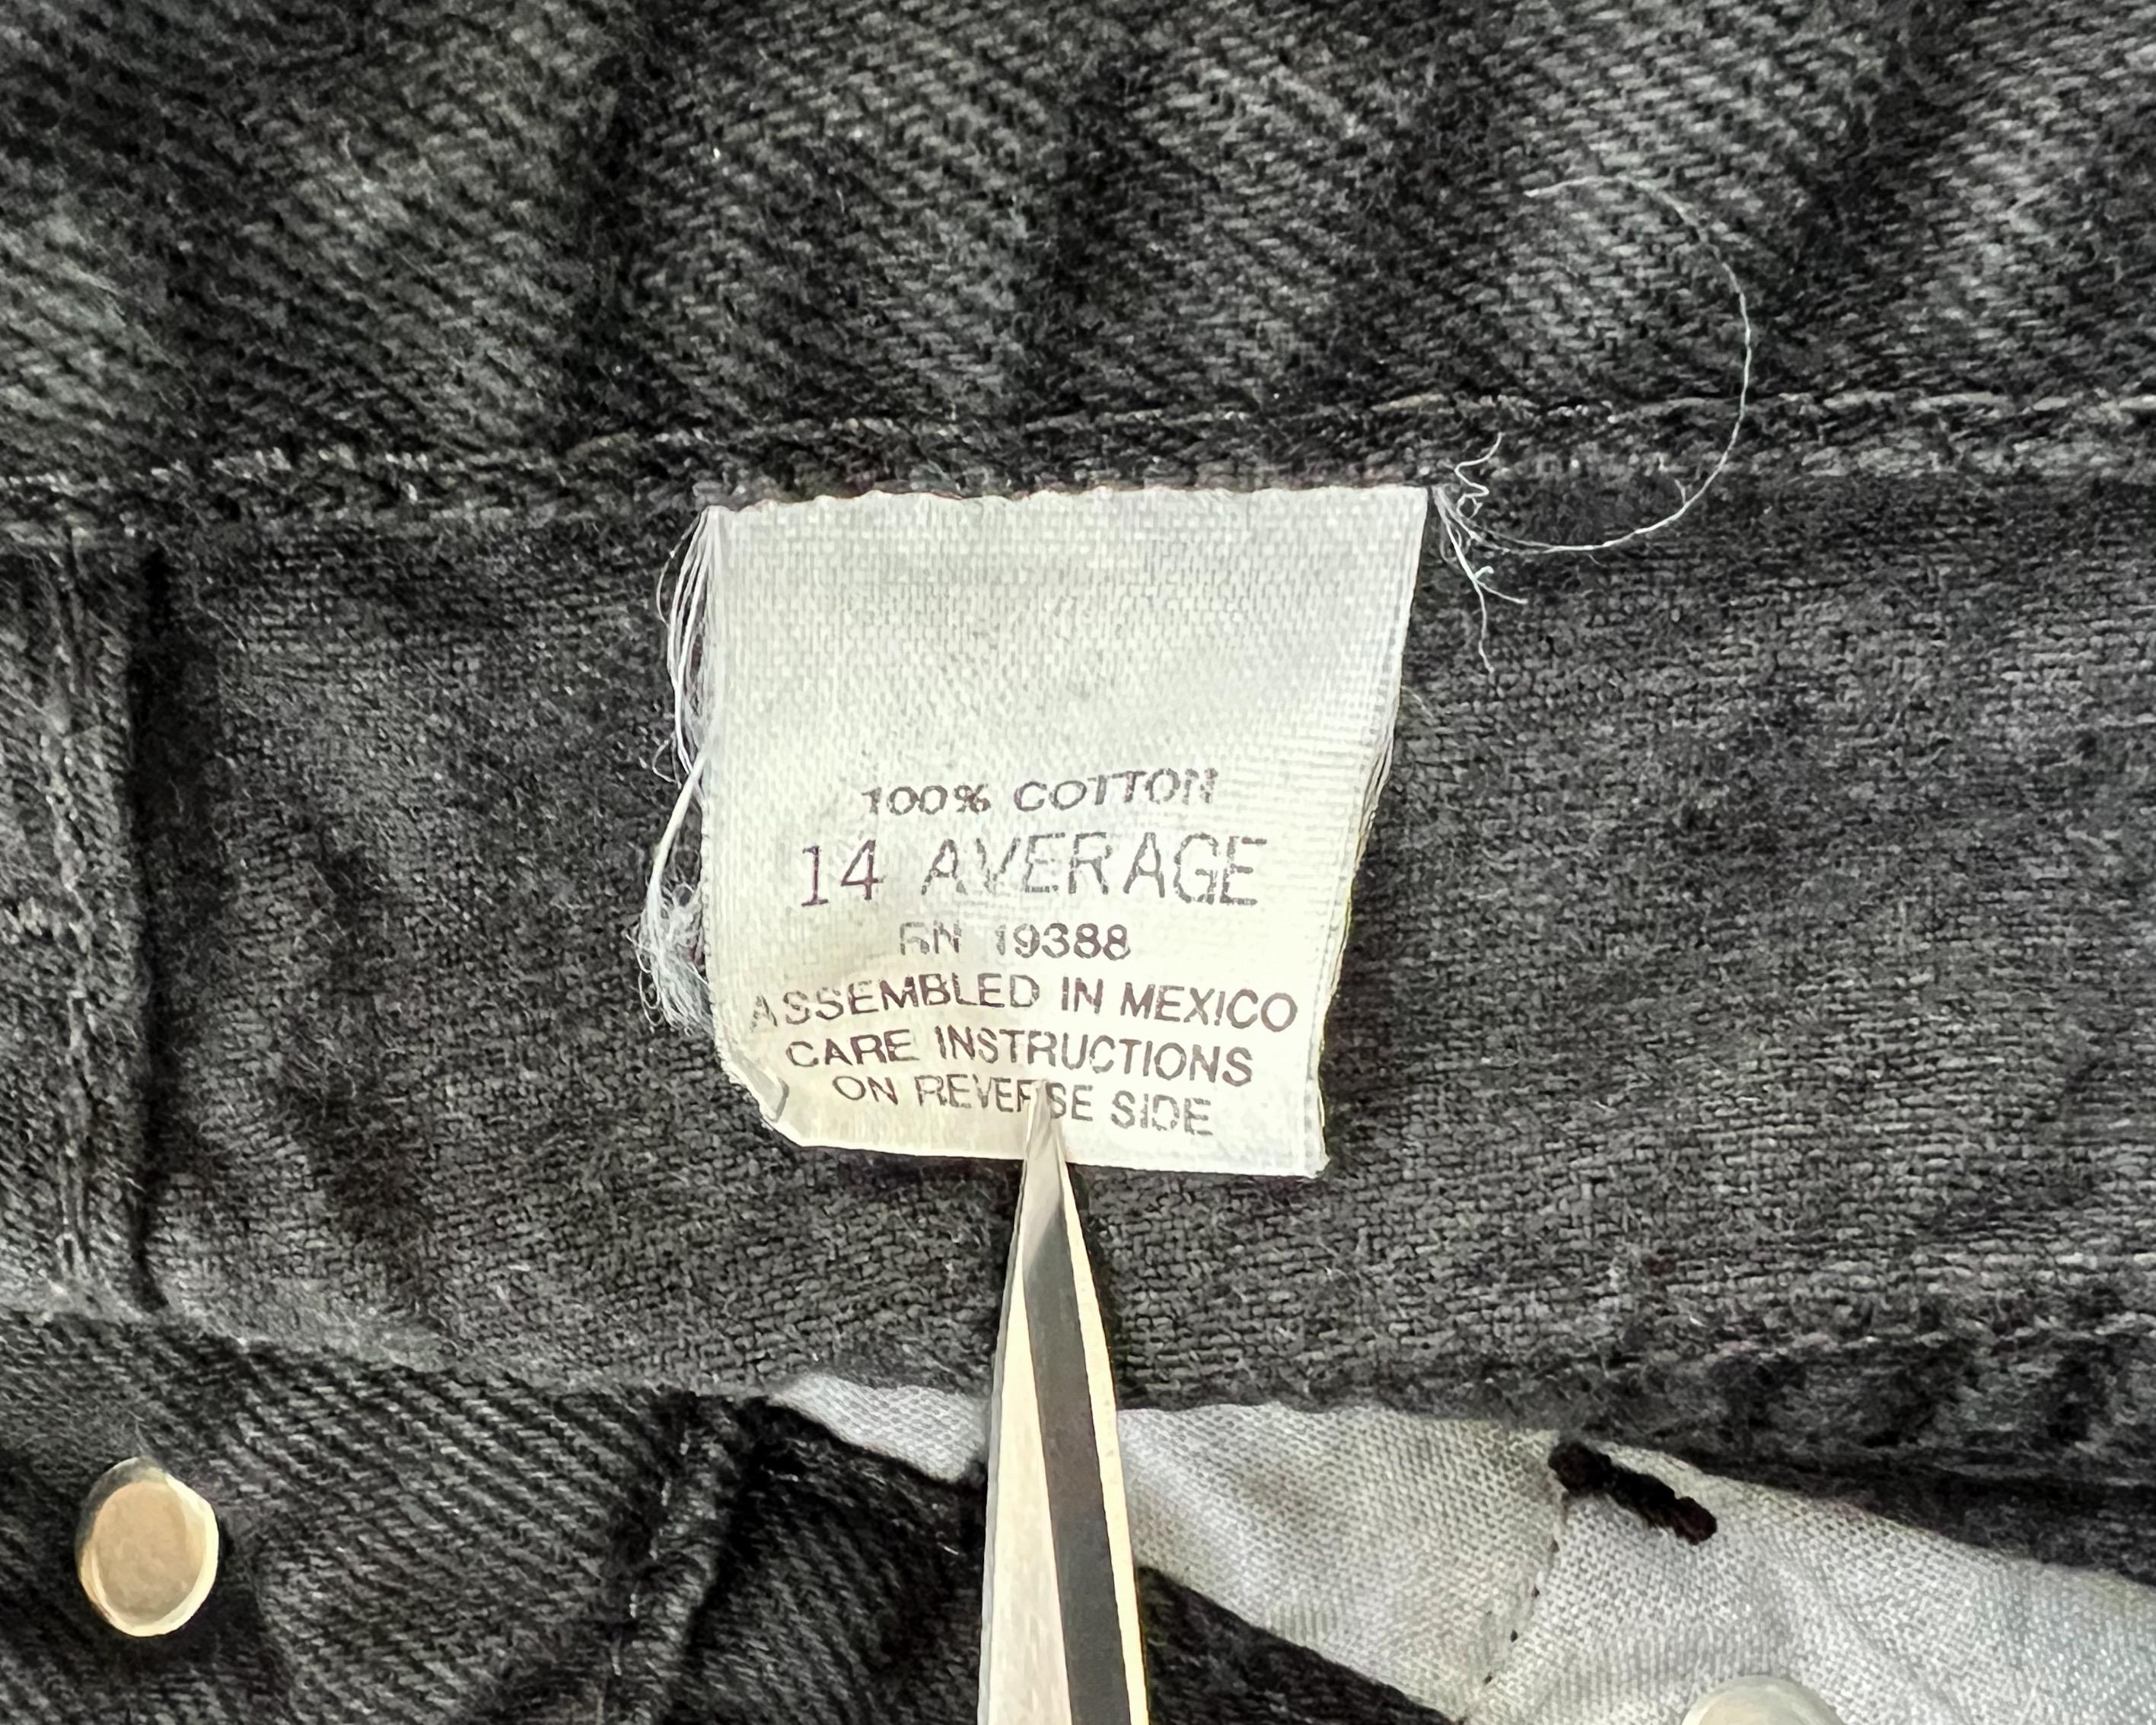 100% COTTON
14 AVERAGE
RN 19388
ASSEMBLED IN MEXICO
CARE INSTRUCTIONS
ON REVERSE SIDE